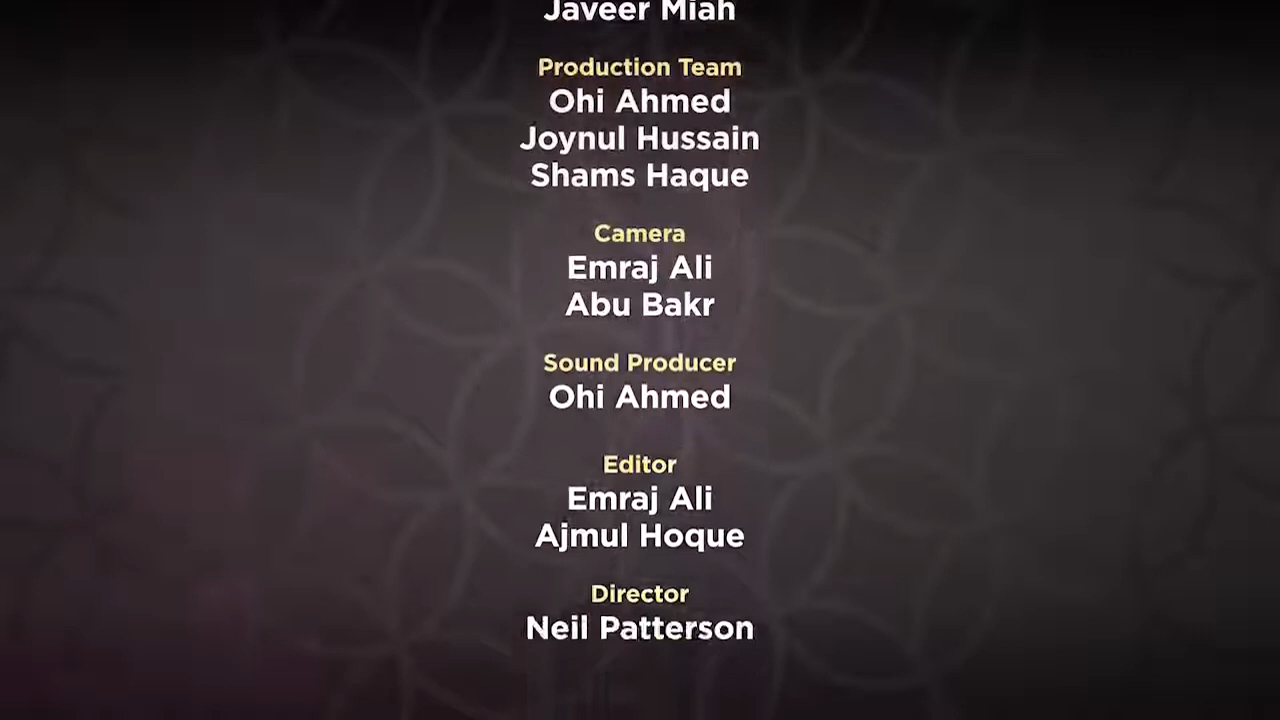 Javeer Miah
Production Team
Ohi Ahmed
Joynul Hussain
Shams Haque
Camera
Emraj Ali
Abu Bakr
Sound Producer
Ohi Ahmed
Editor
Emraj Ali
Ajmul Hoque
Director
Neil Patterson